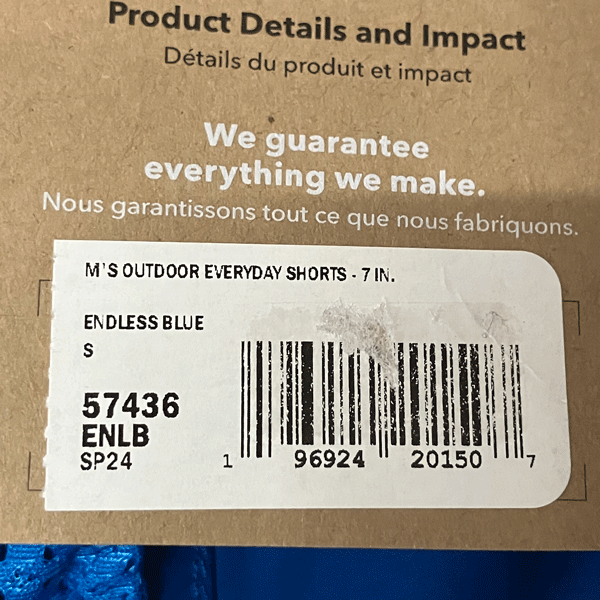 Product Details and Impact
Détails du produit et impact
We guarantee
everything we make.
Nous garantissons tout ce que nous fabriquons.
M'S OUTDOOR EVERYDAY SHORTS - 7 IN.
ENDLESS BLUE
S
57436
ENLB
SP24
1 96924 20150 7